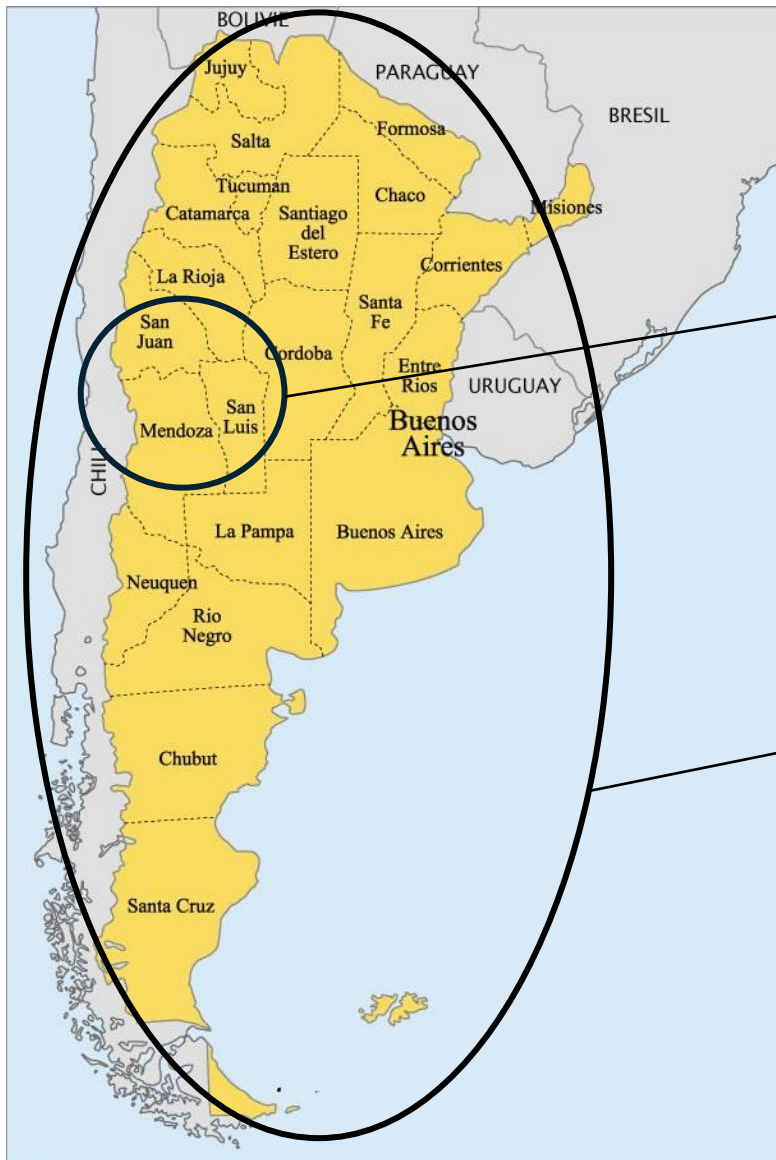 BOLIVIE
Jujuy
PARAGUAY
BRESIL
Formosa
Salta
Tucuman
Chaco
Catamarca
Santiago
del
Estero
Misiones
Corrientes
La Rioja
San
Juan
Santa
Fe
Cordoba
Entre
Rios
URUGUAY
San
Luis
Mendoza
Buenos
Aires
CHILI
La Pampa
Buenos Aires
Neuquen
Rio
Negro
Chubut
Santa Cruz